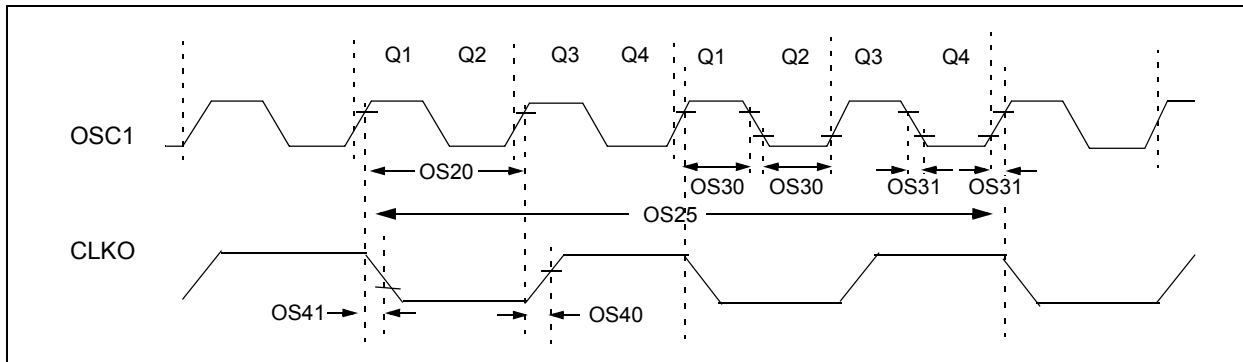 Q1 Q2 Q3 Q4 Q1 Q2 Q3 Q4
OSC1
OS20 OS30 OS30 OS31 OS31
OS25
CLKO
OS41 OS40